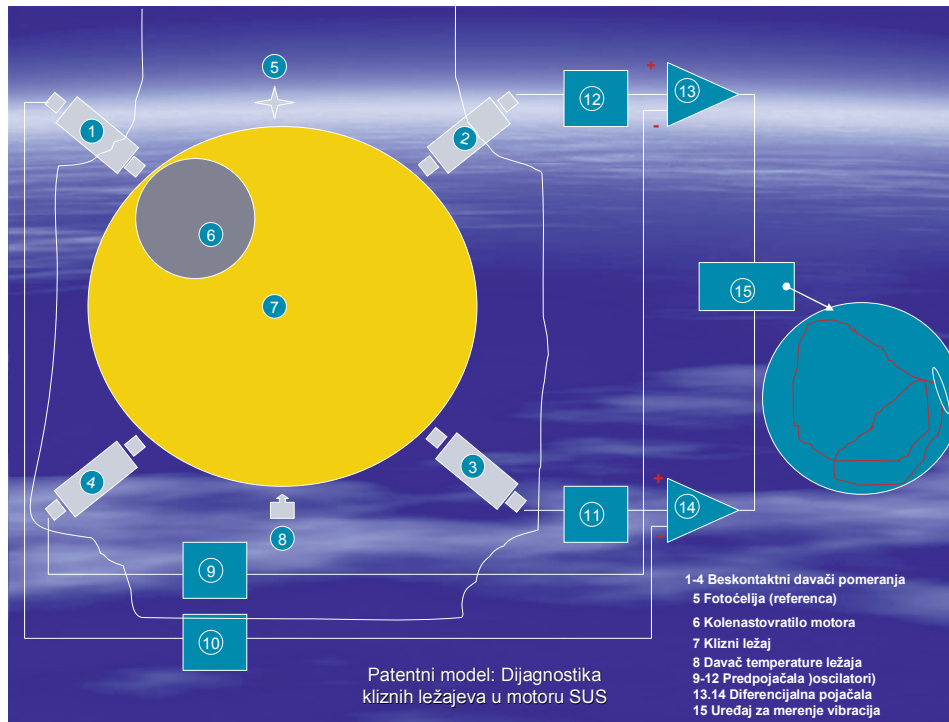 5
1
2
12
+
13
-
6
7
15
4
3
8
11
+
14
-
9
10
1-4 Beskontaktni davači pomeranja
5 Fotoćelija (referenca)
6 Kolenastovratilo motora
7 Klizni ležaj
8 Davač temperature ležaja
9-12 Predpojačala )oscilatori)
13.14 Diferencijalna pojačala
15 Uređaj za merenje vibracija
Patentni model: Dijagnostika
kliznih ležajeva u motoru SUS